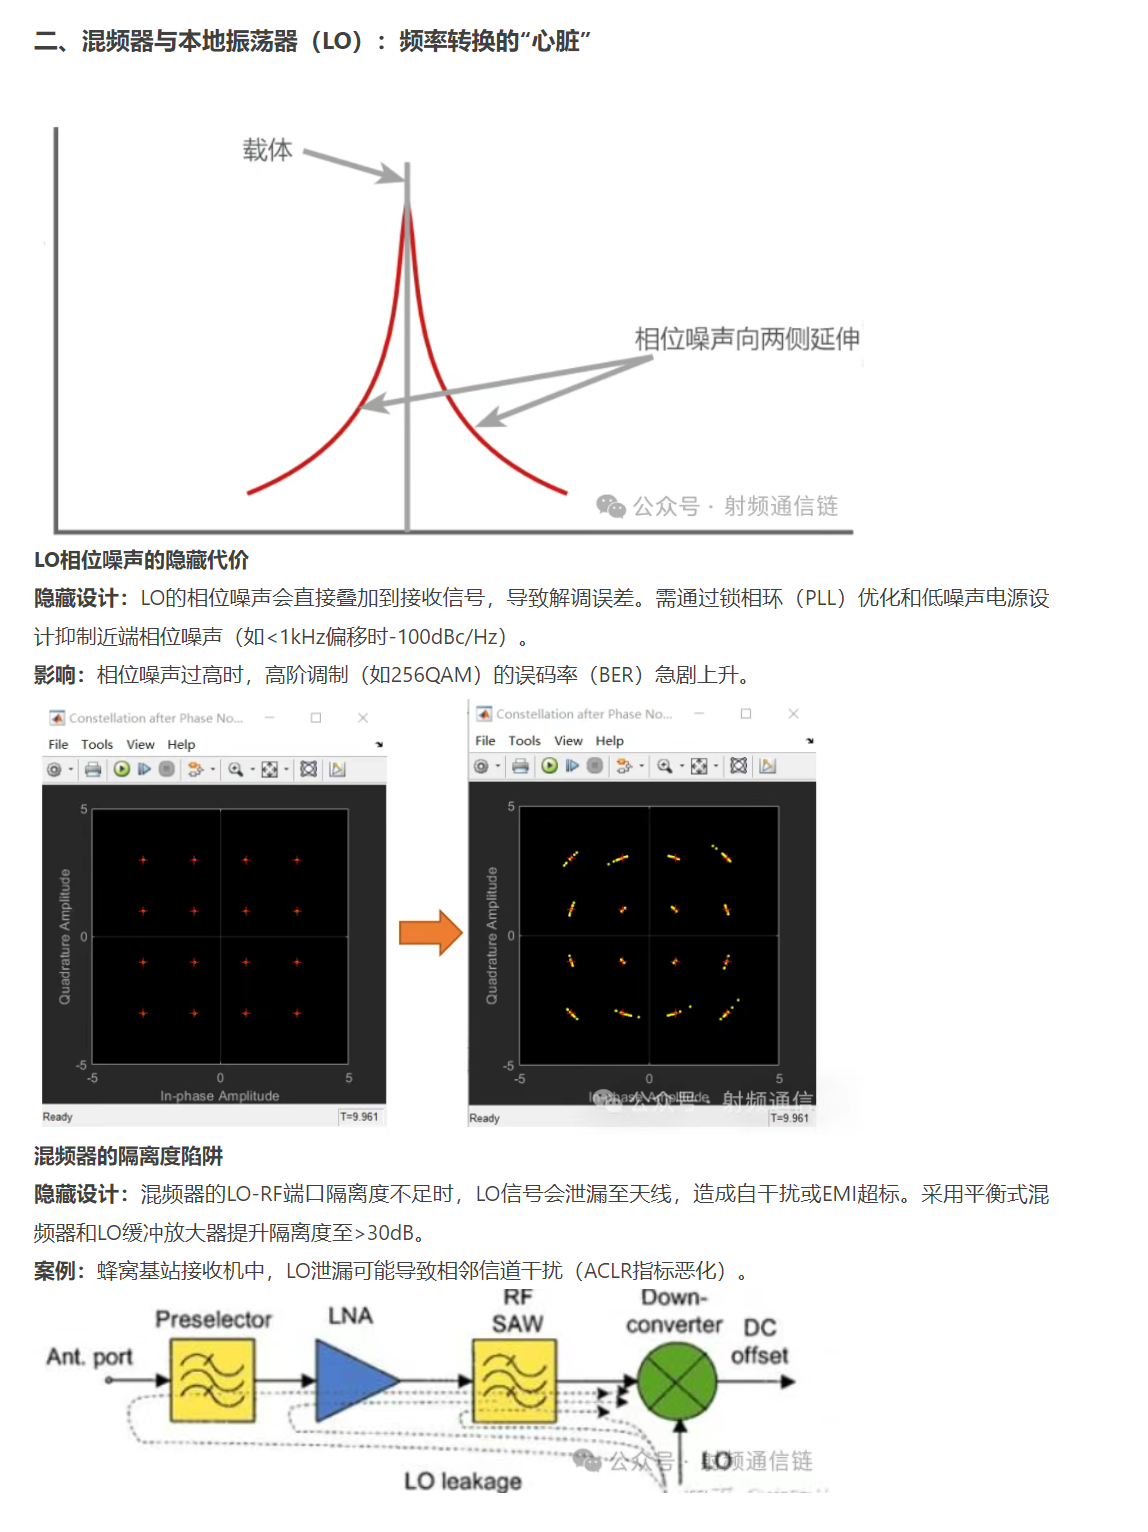 二、混频器与本地振荡器（LO）：频率转换的“心脏”
载体
相位噪声向两侧延伸
公众号 · 射频通信链
LO相位噪声的隐藏代价
隐藏设计：LO的相位噪声会直接叠加到接收信号，导致解调误差。需通过锁相环（PLL）优化和低噪声电源设
计抑制近端相位噪声（如<1kHz偏移时-100dBc/Hz）。
影响：相位噪声过高时，高阶调制（如256QAM）的误码率（BER）急剧上升。
Constellation after Phase No...
File Tools View Help
5
0
-5
Quadrature Amplitude
-5 0 5
In-phase Amplitude
Ready T=9.961
Constellation after Phase No...
File Tools View Help
5
0
-5
Quadrature Amplitude
-5 0 5
In-phase Amplitude
公众号 · 射频通信
Ready T=9.961
混频器的隔离度陷阱
隐藏设计：混频器的LO-RF端口隔离度不足时，LO信号会泄漏至天线，造成自干扰或EMI超标。采用平衡式混
频器和LO缓冲放大器提升隔离度至>30dB。
案例：蜂窝基站接收机中，LO泄漏可能导致相邻信道干扰（ACLR指标恶化）。
Ant. port
Preselector
LNA
RF
SAW
Down-
converter
DC
offset
LO
LO leakage
公众号 · 射频通信链